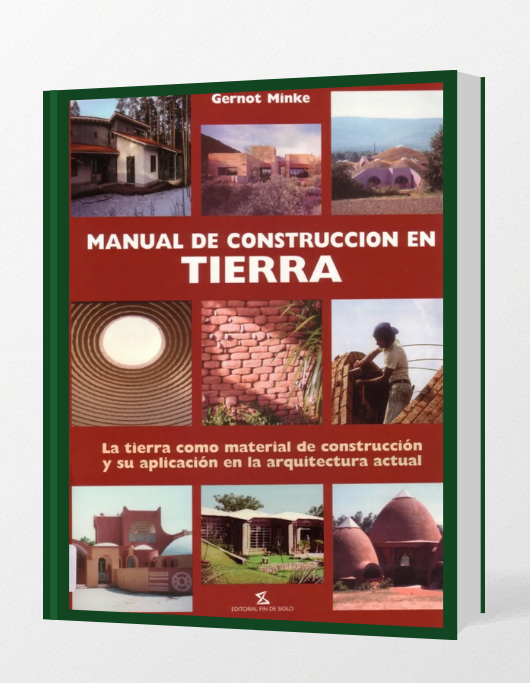 Gernot Minke
MANUAL DE CONSTRUCCION EN
TIERRA
La tierra como material de construcción
y su aplicación en la arquitectura actual
EDITORIAL FIN DE SIGLO